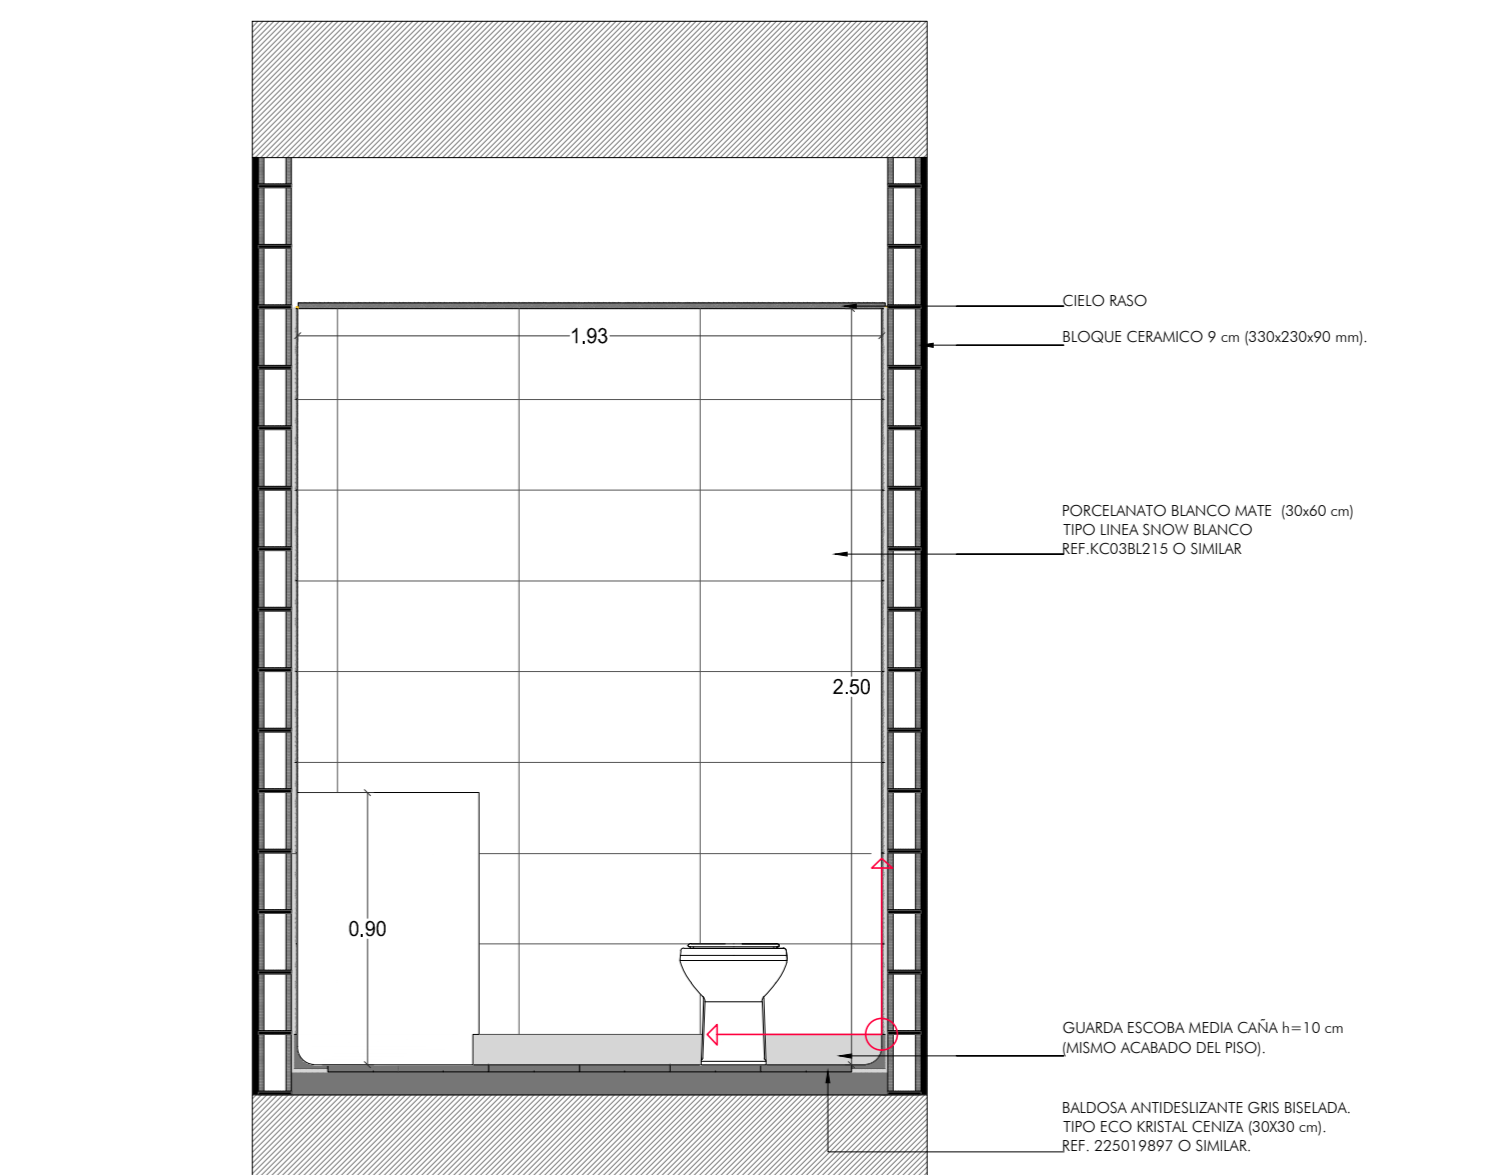 CIELO RASO
1.93
BLOQUE CERAMICO 9 cm (330x230x90 mm).
PORCELANATO BLANCO MATE (30x60 cm)
TIPO LINEA SNOW BLANCO
REF.KC03BL215 O SIMILAR
2.50
0.90
GUARDA ESCOBA MEDIA CAÑA h=10 cm
(MISMO ACABADO DEL PISO).
BALDOSA ANTIDESLIZANTE GRIS BISELADA.
TIPO ECO KRISTAL CENIZA (30X30 cm).
REF. 225019897 O SIMILAR.